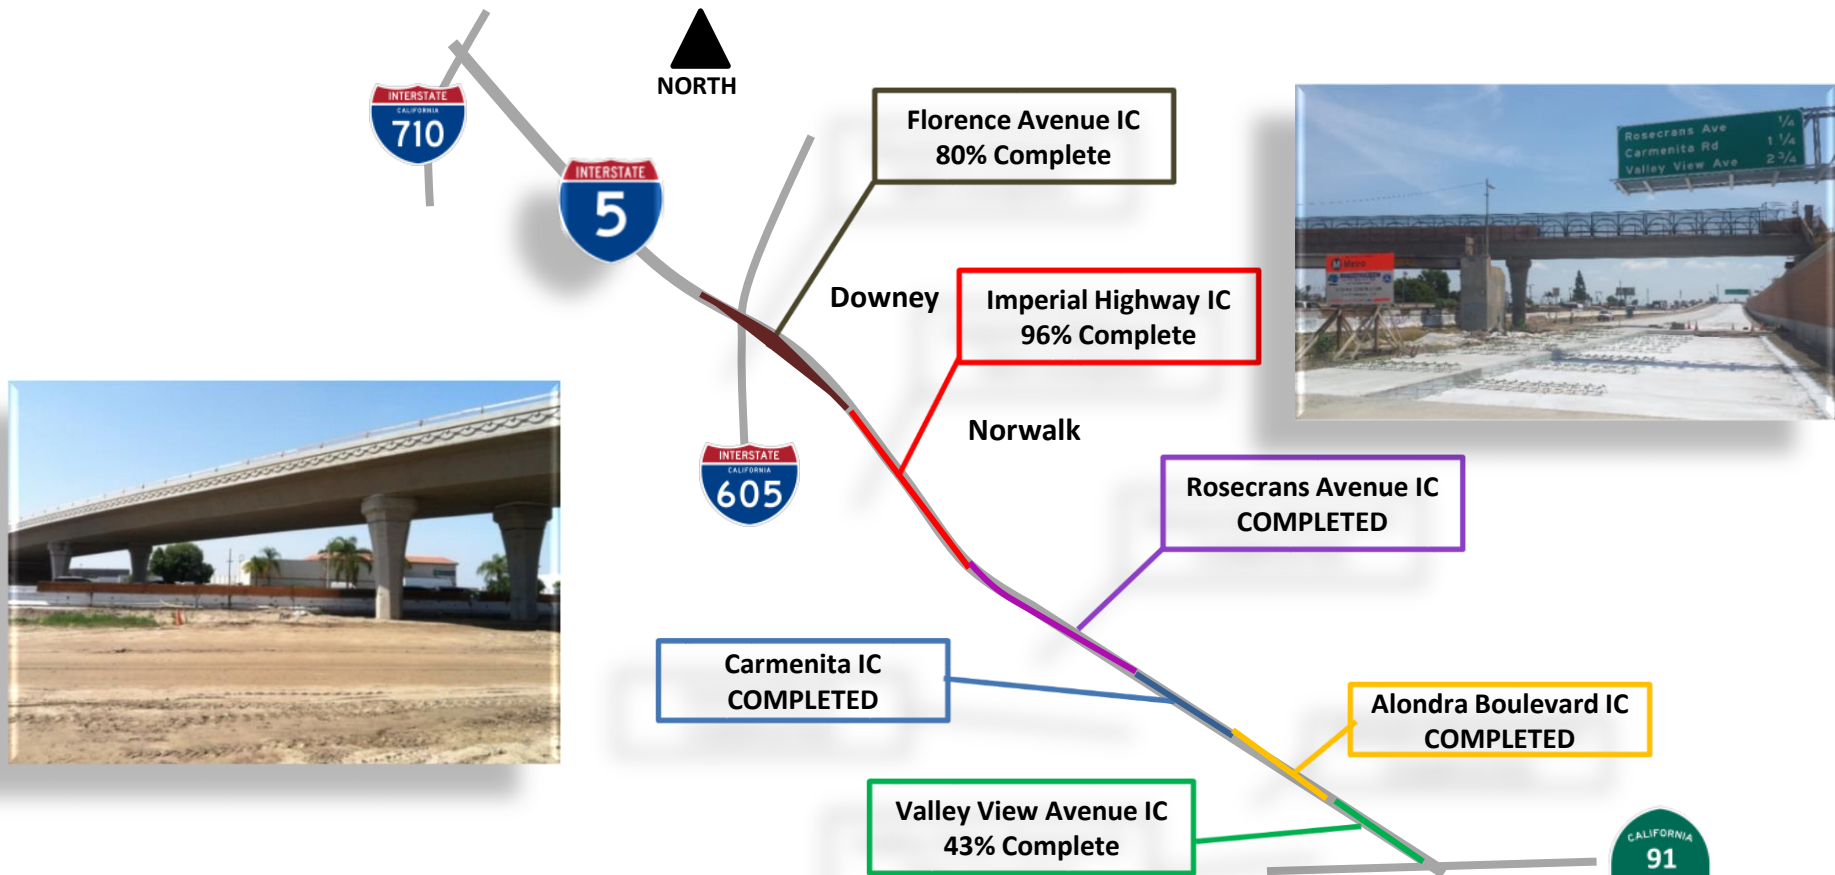 NORTH
INTERSTATE
CALIFORNIA
710
INTERSTATE
5
Florence Avenue IC
80% Complete
Rosecrans Ave 1/4
Carmenita Rd 1 1/4
Valley View Ave 2 3/4
Metro
Downey
Imperial Highway IC
96% Complete
Norwalk
INTERSTATE
CALIFORNIA
605
Rosecrans Avenue IC
COMPLETED
Carmenita IC
COMPLETED
Alondra Boulevard IC
COMPLETED
Valley View Avenue IC
43% Complete
CALIFORNIA
91